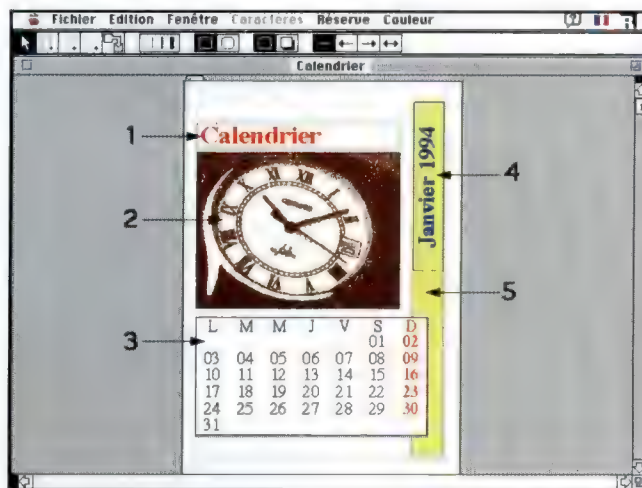 Fichier Edition Fenêtre Caractères Réserve Couleur
Calendrier
1
Calendrier
2
Janvier 1994
4
5
3
L M M J V S D
01 02
03 04 05 06 07 08 09
10 11 12 13 14 15 16
17 18 19 20 21 22 23
24 25 26 27 28 29 30
31